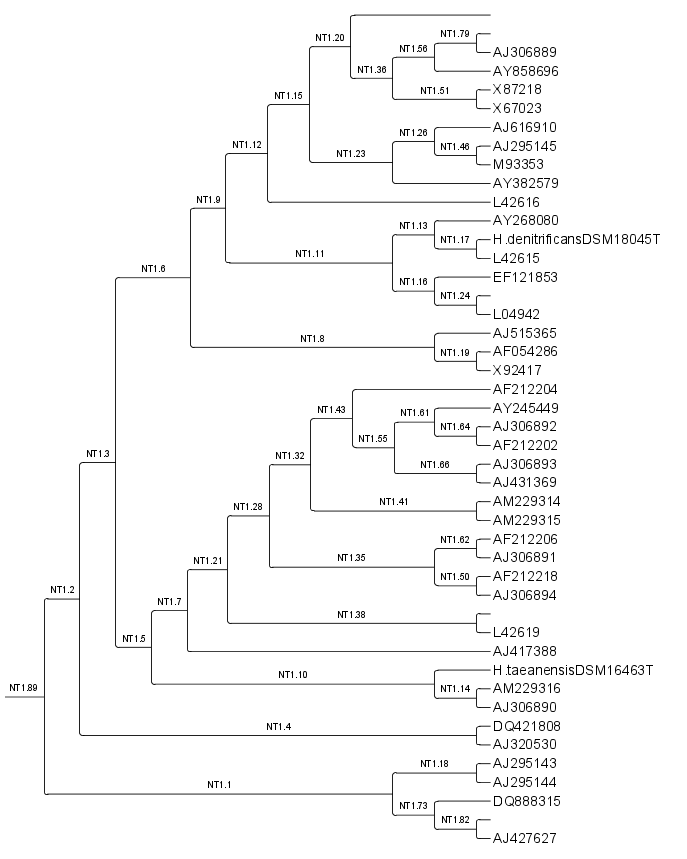 NT1.79
NT1.20
NT1.56
AJ306889
NT1.36
AY858696
X87218
NT1.51
NT1.15
X67023
AJ616910
NT1.26
AJ295145
NT1.12
NT1.46
NT1.23
M93353
AY382579
NT1.9
L42616
AY268080
NT1.13
H.denitrificansDSM18045T
NT1.17
NT1.11
L42615
NT1.6
EF121853
NT1.16
NT1.24
L04942
AJ515365
NT1.8
AF054286
NT1.19
X92417
AF212204
NT1.43
AY245449
NT1.61
AJ306892
NT1.64
NT1.55
AF212202
NT1.3
NT1.32
AJ306893
NT1.66
AJ431369
NT1.41
AM229314
NT1.28
AM229315
AF212206
NT1.62
AJ306891
NT1.21
NT1.35
AF212218
NT1.50
NT1.2
AJ306894
NT1.7
NT1.38
L42619
NT1.5
AJ417388
H.taeanensisDSM16463T
NT1.10
NT1.89
AM229316
NT1.14
AJ306890
NT1.4
DQ421808
AJ320530
NT1.18
AJ295143
NT1.1
AJ295144
DQ888315
NT1.73
NT1.82
AJ427627